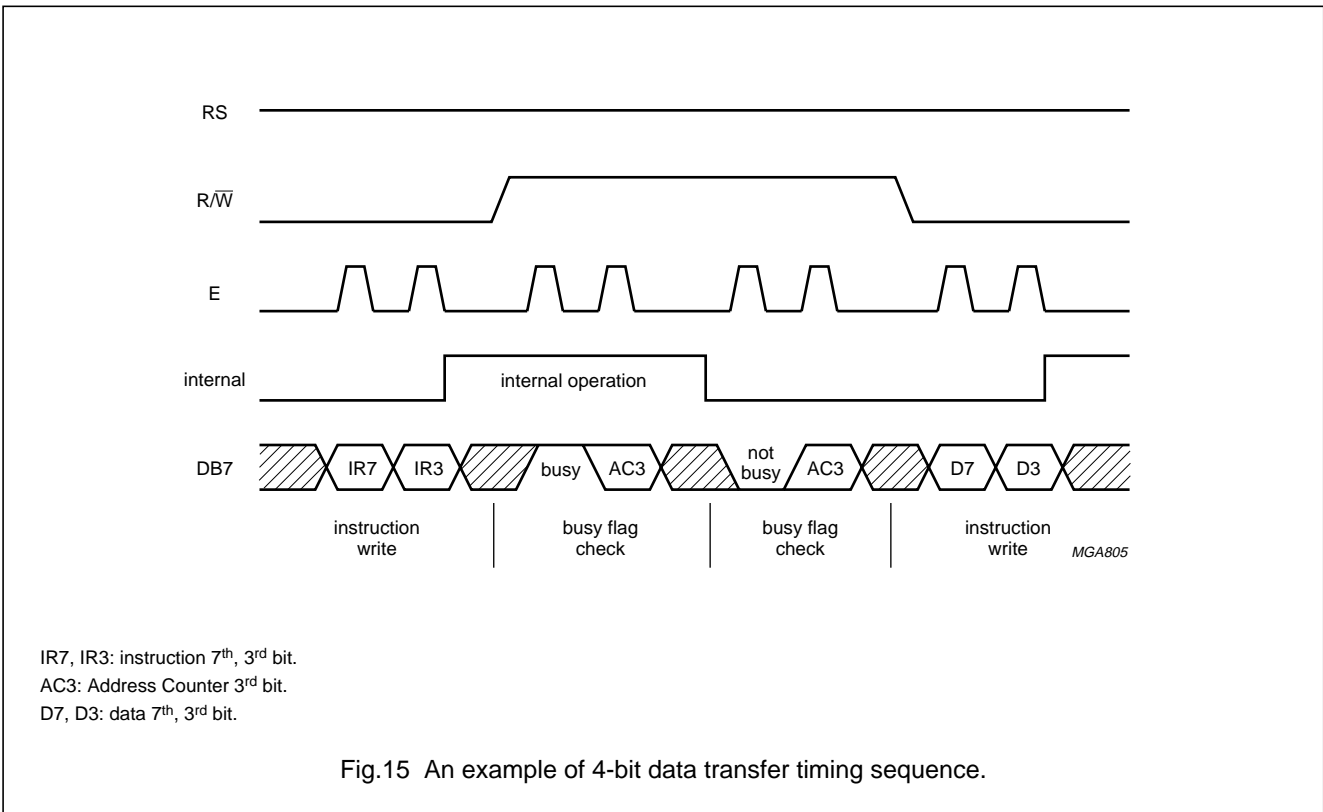 RS
R/W̅
E
internal
internal operation
DB7
IR7 IR3 busy AC3 not busy AC3 D7 D3
instruction write
busy flag check
busy flag check
instruction write
MGA805
IR7, IR3: instruction 7th, 3rd bit.
AC3: Address Counter 3rd bit.
D7, D3: data 7th, 3rd bit.
Fig.15 An example of 4-bit data transfer timing sequence.